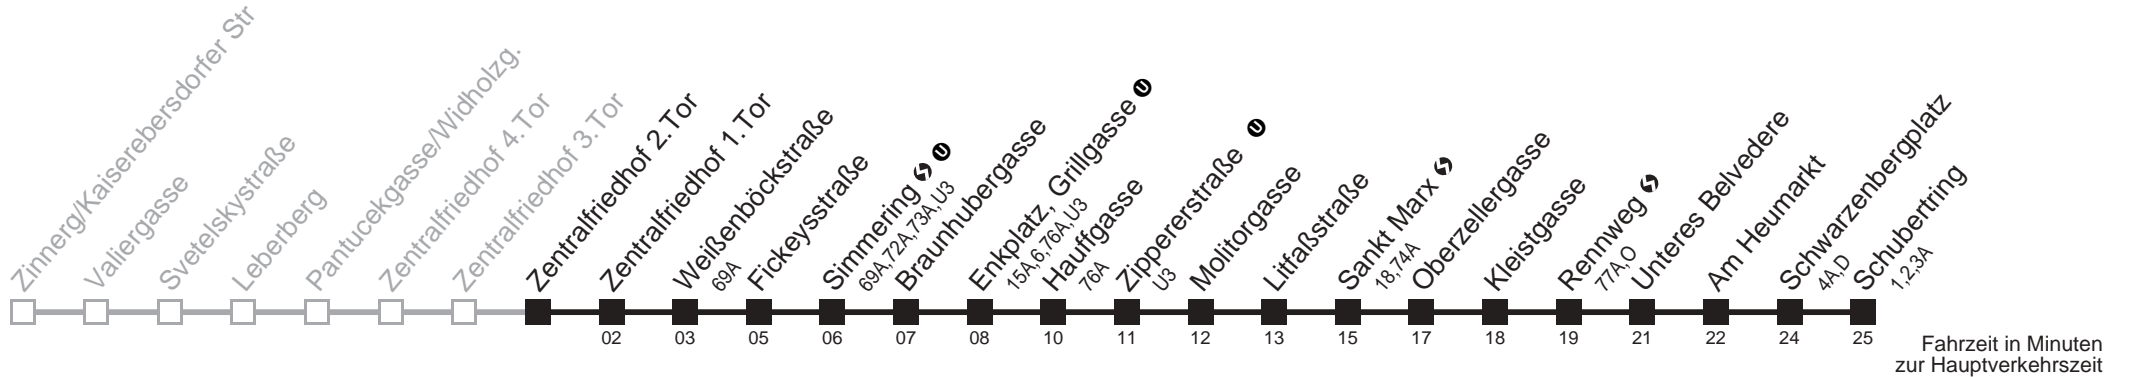 Zinnerg/Kaiserebersdorfer Str
Valiergasse
Svetelskystraße
Leberberg
Pantucekgasse/Widholzg.
Zentralfriedhof 4.Tor
Zentralfriedhof 3.Tor
Zentralfriedhof 2.Tor
Zentralfriedhof 1.Tor
Weißenböckstraße
69A
Fickeysstraße
Simmering S U
69A,72A,73A,U3
Braunhubergasse
Enkplatz, Grillgasse U
15A,6,76A,U3
Hauffgasse
76A
Zippererstraße U
U3
Molitorgasse
Litfaßstraße
Sankt Marx S
18,74A
Oberzellergasse
Kleistgasse
Rennweg S
77A,O
Unteres Belvedere
Am Heumarkt
Schwarzenbergplatz
4A,D
Schubertring
1,2,3A
02 03 05 06 07 08 10 11 12 13 15 17 18 19 21 22 24 25
Fahrzeit in Minuten
zur Hauptverkehrszeit